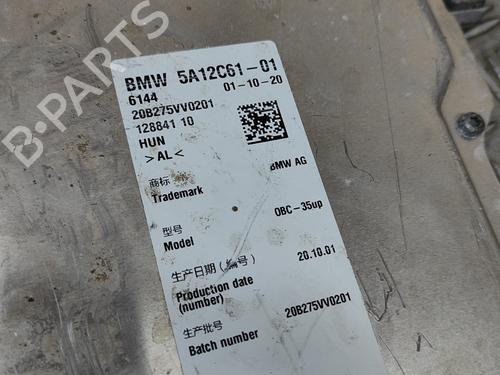 B-PARTS
BMW 5A12C61-01
6144 01-10-20
20B275VV0201
128841 10
HUN
>AL<
商标 BMW AG
Trademark
型号 OBC-35up
Model
生产日期（编号） 20.10.01
Production date
(number)
生产批号 20B275VV0201
Batch number